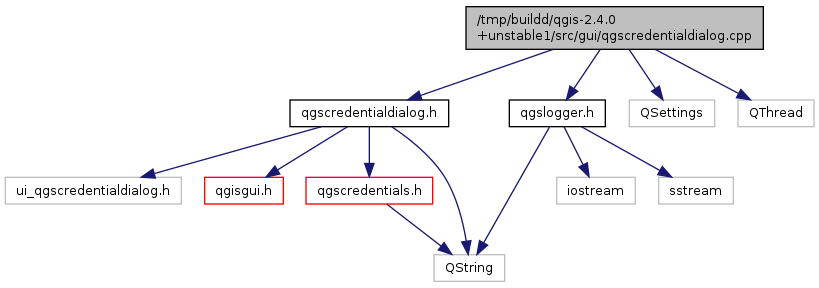 /tmp/buildd/qgis-2.4.0
+unstable1/src/gui/qgscredentialdialog.cpp
qgscredentialdialog.h
qgslogger.h
QSettings
QThread
ui_qgscredentialdialog.h
qgisgui.h
qgscredentials.h
iostream
sstream
QString